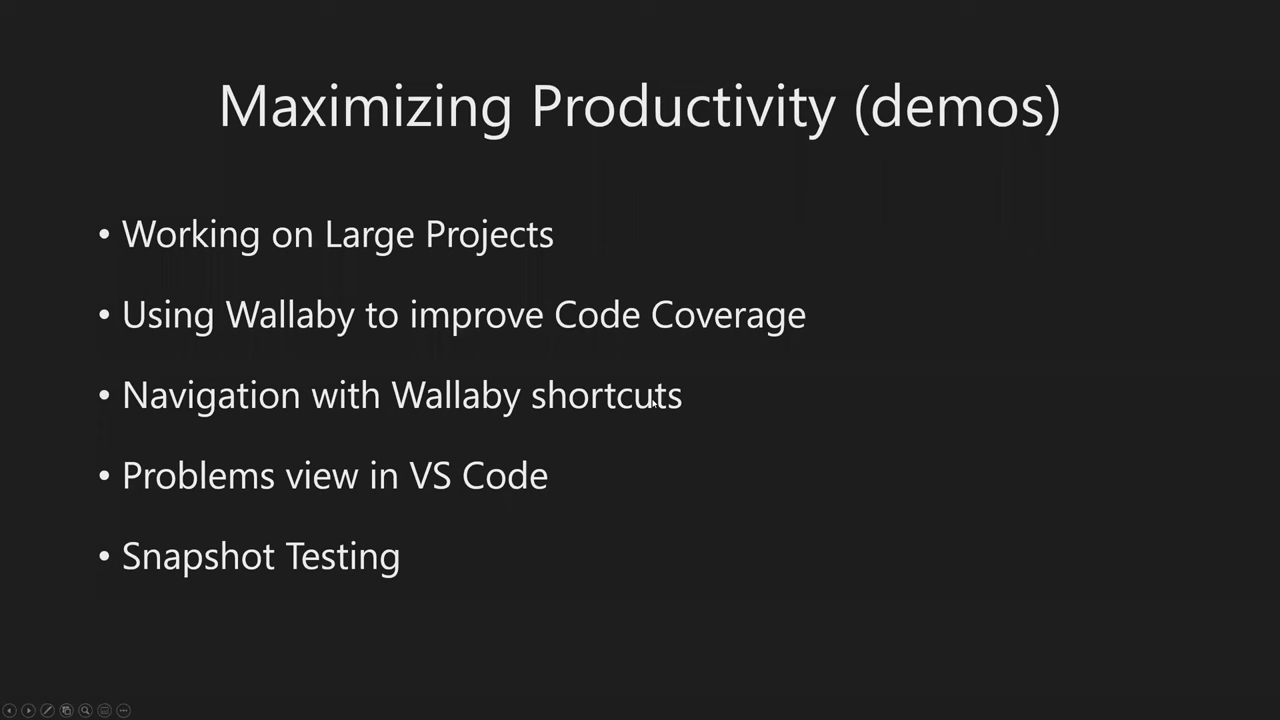 Maximizing Productivity (demos)
• Working on Large Projects
• Using Wallaby to improve Code Coverage
• Navigation with Wallaby shortcuts
• Problems view in VS Code
• Snapshot Testing